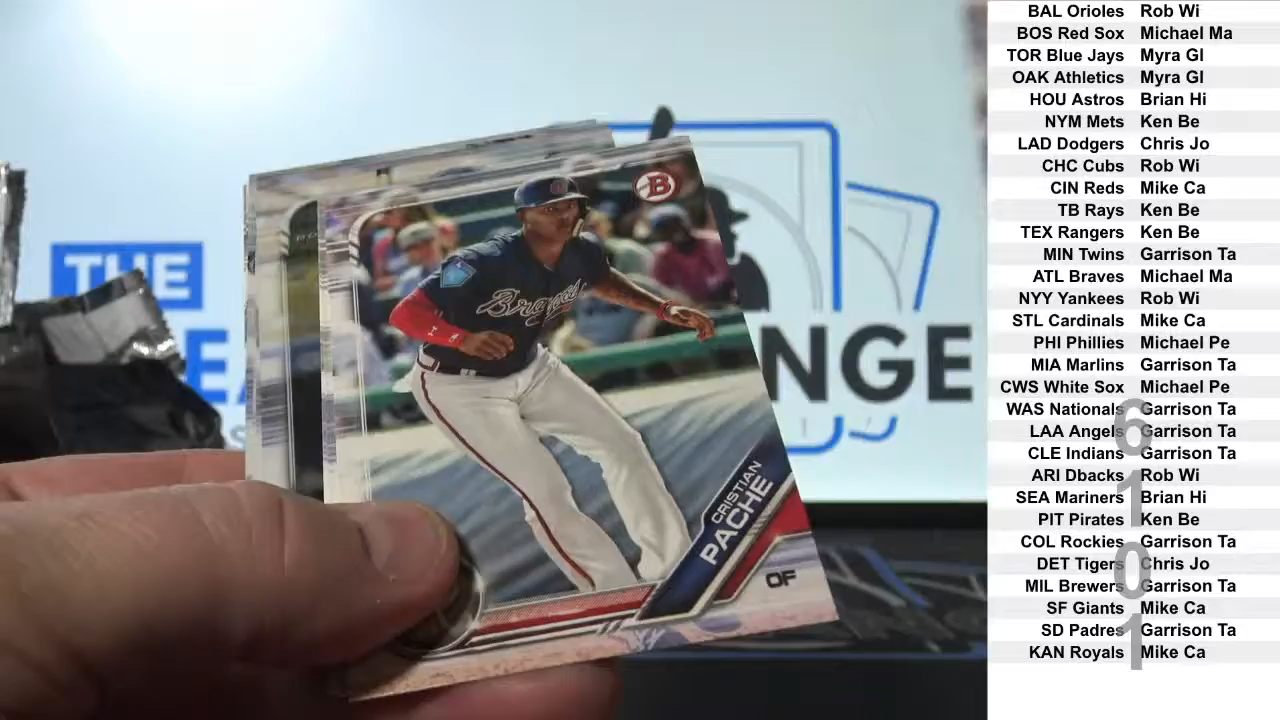 THE
NGE
B
Braves
CRISTIAN
PACHE
OF
BAL Orioles Rob Wi
BOS Red Sox Michael Ma
TOR Blue Jays Myra Gl
OAK Athletics Myra Gl
HOU Astros Brian Hi
NYM Mets Ken Be
LAD Dodgers Chris Jo
CHC Cubs Rob Wi
CIN Reds Mike Ca
TB Rays Ken Be
TEX Rangers Ken Be
MIN Twins Garrison Ta
ATL Braves Michael Ma
NYY Yankees Rob Wi
STL Cardinals Mike Ca
PHI Phillies Michael Pe
MIA Marlins Garrison Ta
CWS White Sox Michael Pe
WAS Nationals Garrison Ta
LAA Angels Garrison Ta
CLE Indians Garrison Ta
ARI Dbacks Rob Wi
SEA Mariners Brian Hi
PIT Pirates Ken Be
COL Rockies Garrison Ta
DET Tigers Chris Jo
MIL Brewers Garrison Ta
SF Giants Mike Ca
SD Padres Garrison Ta
KAN Royals Mike Ca
6
1
0
1